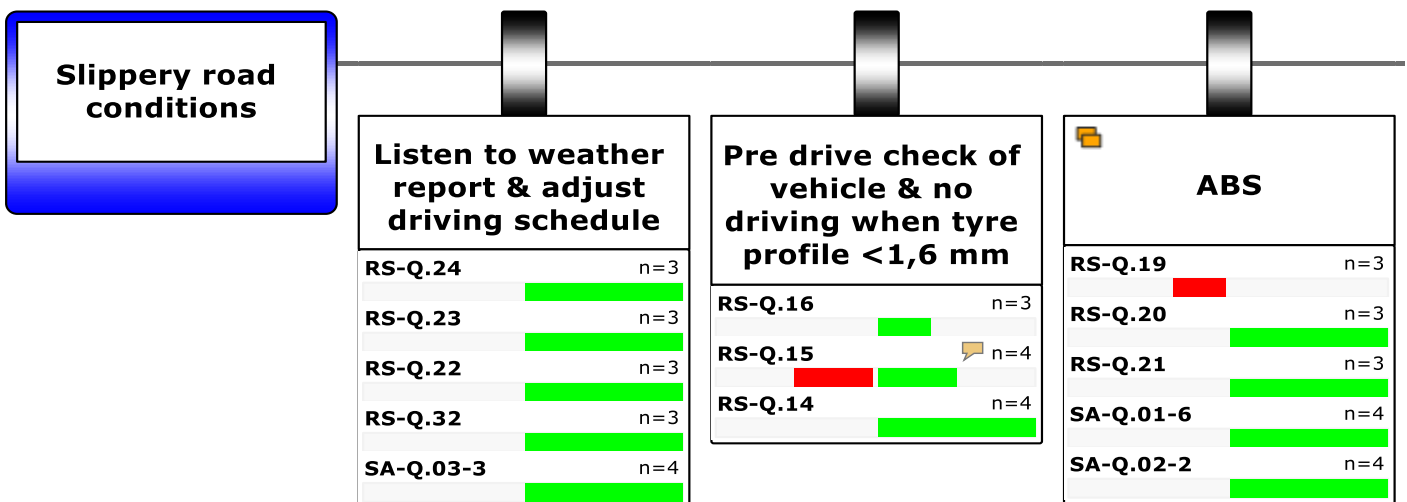 Slippery road
conditions
Listen to weather
report & adjust
driving schedule
RS-Q.24 n=3
RS-Q.23 n=3
RS-Q.22 n=3
RS-Q.32 n=3
SA-Q.03-3 n=4
Pre drive check of
vehicle & no
driving when tyre
profile <1,6 mm
RS-Q.16 n=3
RS-Q.15 n=4
RS-Q.14 n=4
ABS
RS-Q.19 n=3
RS-Q.20 n=3
RS-Q.21 n=3
SA-Q.01-6 n=4
SA-Q.02-2 n=4